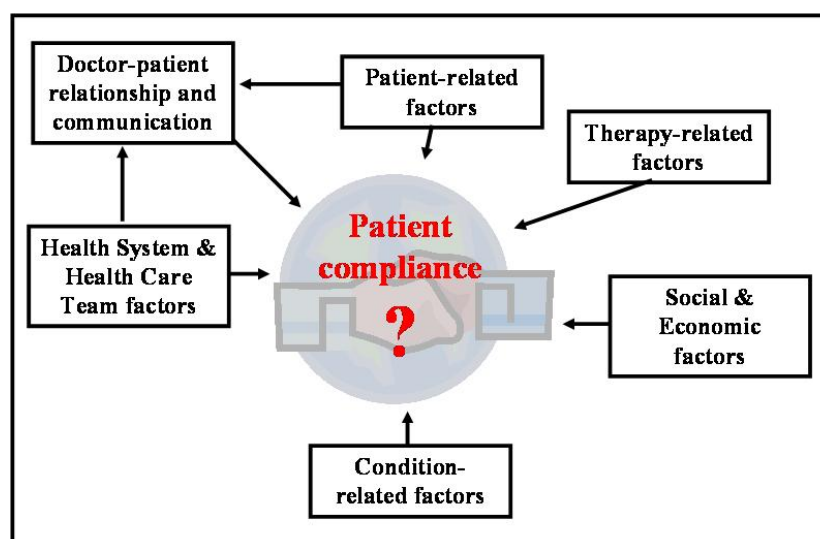 Doctor-patient
relationship and
communication
Patient-related
factors
Therapy-related
factors
Patient
compliance
?
Health System &
Health Care
Team factors
Social &
Economic
factors
Condition-
related factors